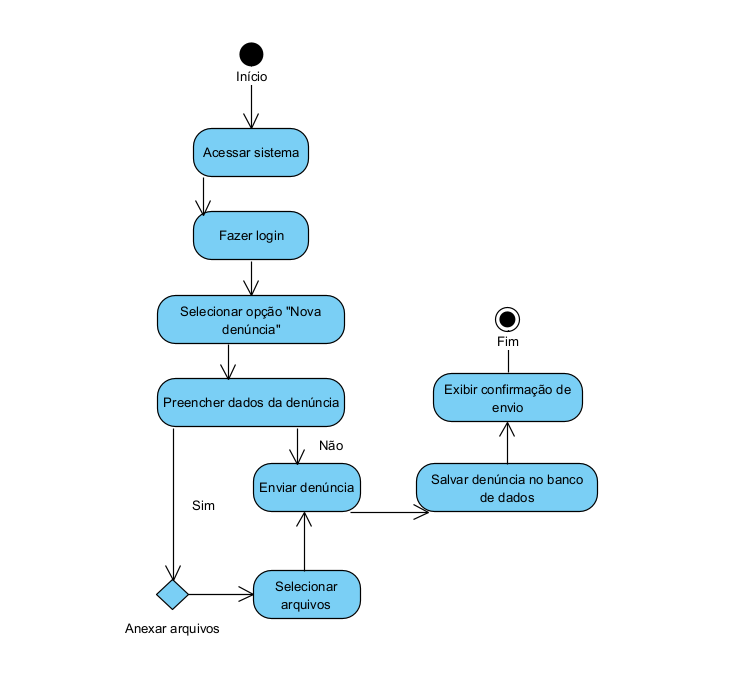 Início
Acessar sistema
Fazer login
Selecionar opção "Nova
denúncia"
Preencher dados da denúncia
Não
Sim
Enviar denúncia
Anexar arquivos
Selecionar
arquivos
Salvar denúncia no banco
de dados
Exibir confirmação de
envio
Fim